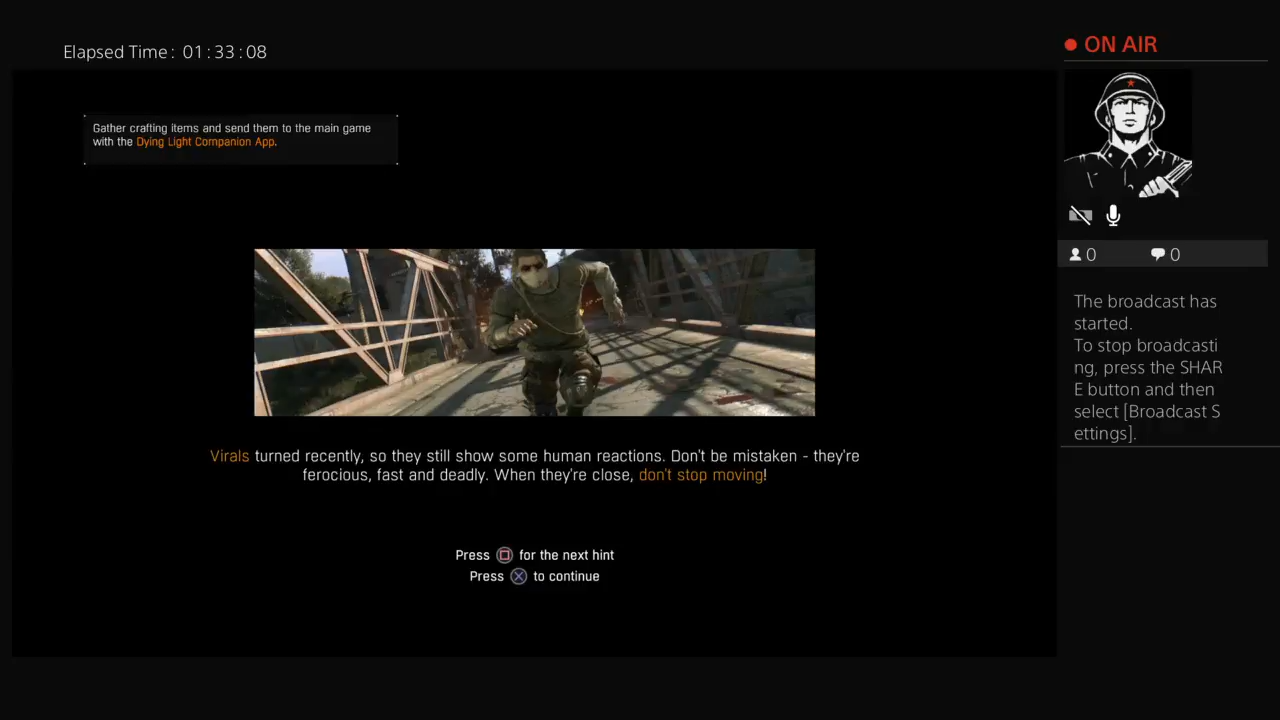 Elapsed Time: 01:33:08
ON AIR
Gather crafting items and send them to the main game
with the Dying Light Companion App.
0 0
The broadcast has
started.
To stop broadcasti
ng, press the SHAR
E button and then
select [Broadcast S
ettings].
Virals turned recently, so they still show some human reactions. Don't be mistaken - they're
ferocious, fast and deadly. When they're close, don't stop moving!
Press for the next hint
Press to continue